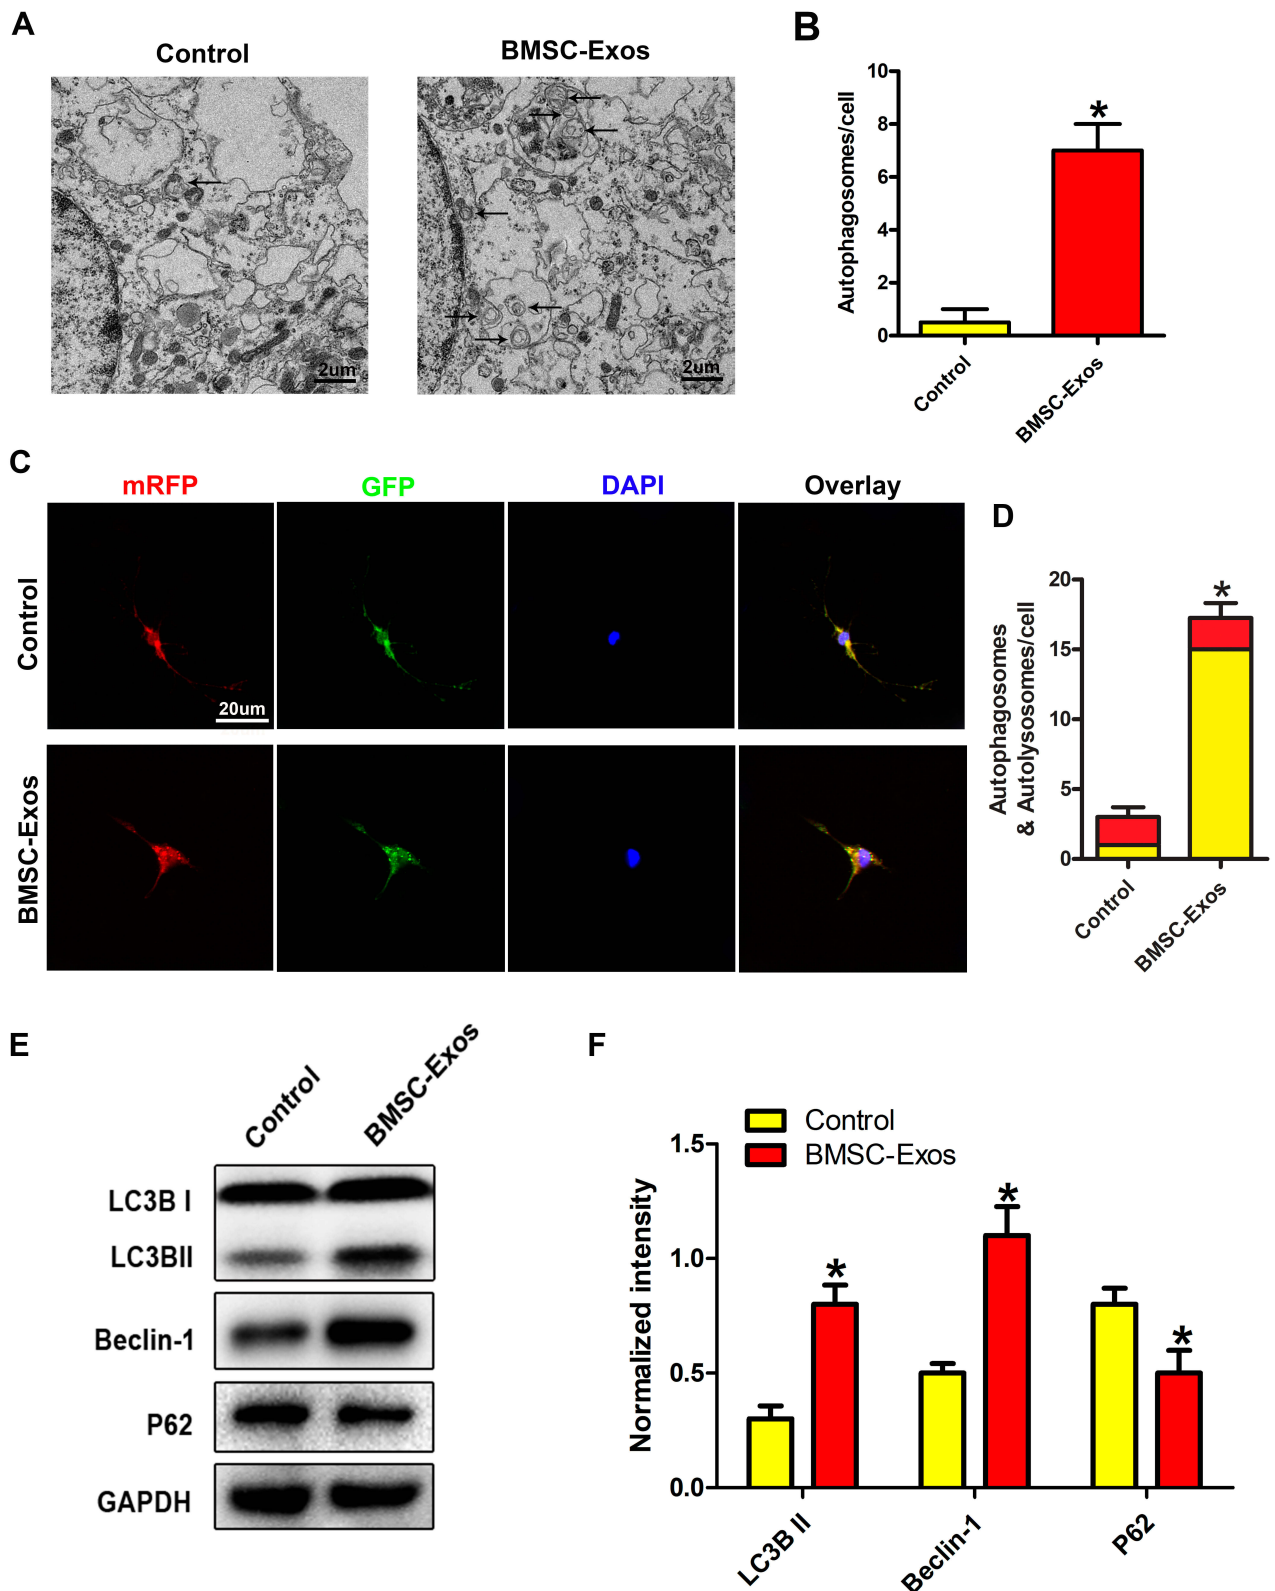 A
Control
BMSC-Exos
2um
2um
B
Autophagosomes/cell
10
8
6
4
2
0
*
Control
BMSC-Exos
C
mRFP
GFP
DAPI
Overlay
Control
20um
BMSC-Exos
D
Autophagosomes
& Autolysosomes/cell
20
15
10
5
0
*
Control
BMSC-Exos
E
Control
BMSC-Exos
LC3B I
LC3BII
Beclin-1
P62
GAPDH
F
Control
BMSC-Exos
Normalized intensity
1.5
1.0
0.5
0.0
*
*
*
LC3B II
Beclin-1
P62